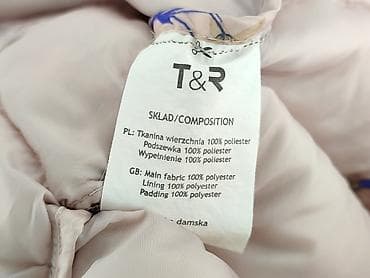 T&R
SKŁAD/COMPOSITION
PL: Tkanina wierzchnia 100% poliester
Podszewka 100% poliester
Wypełnienie 100% poliester
GB: Main fabric 100% polyester
Lining 100% polyester
Padding 100% polyester
damska